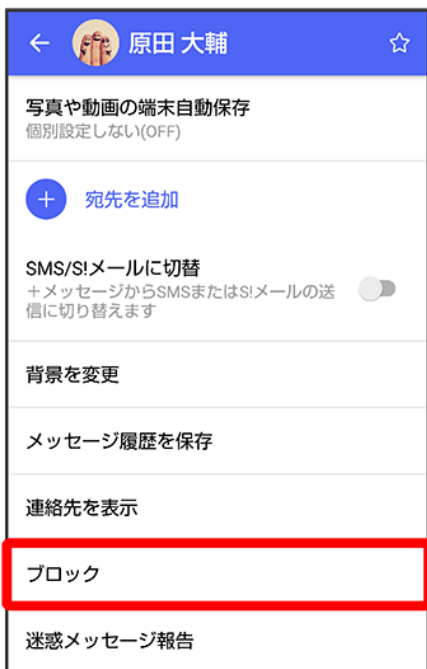 原田 大輔
写真や動画の端末自動保存
個別設定しない(OFF)
宛先を追加
SMS/S!メールに切替
＋メッセージからSMSまたはS!メールの送
信に切り替えます
背景を変更
メッセージ履歴を保存
連絡先を表示
ブロック
迷惑メッセージ報告